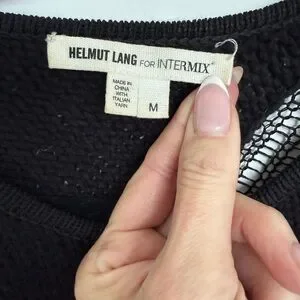 HELMUT LANG FOR INTERMIX
MADE IN
CHINA
WITH
ITALIAN
YARN
M